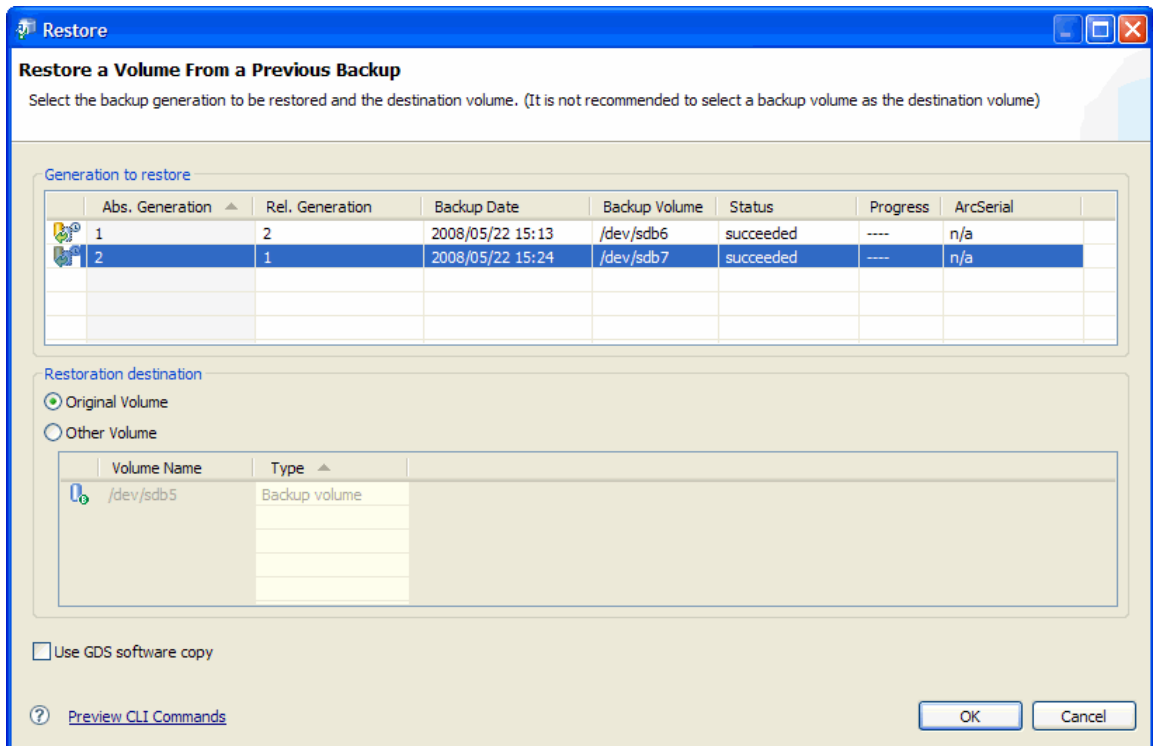 Restore
Restore a Volume From a Previous Backup
Select the backup generation to be restored and the destination volume. (It is not recommended to select a backup volume as the destination volume)
Generation to restore
Abs. Generation Rel. Generation Backup Date Backup Volume Status Progress ArcSerial
1 2 2008/05/22 15:13 /dev/sdb6 succeeded ---- n/a
2 1 2008/05/22 15:24 /dev/sdb7 succeeded ---- n/a
Restoration destination
Original Volume
Other Volume
Volume Name Type
/dev/sdb5 Backup volume
Use GDS software copy
? Preview CLI Commands OK Cancel